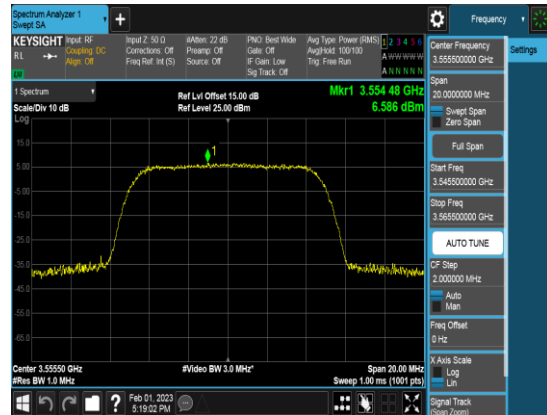 Spectrum Analyzer 1
Swept SA
+
Frequency
KEYSIGHT
Input: RF
Coupling: DC
Align: Off
Input Z: 50 Ω
Corrections: Off
Freq Ref: Int (S)
#Atten: 22 dB
Preamp: Off
Source: Off
PNO: Best Wide
Gate: Off
IF Gain: Low
Sig Track: Off
Avg Type: Power (RMS)
Avg|Hold: 100/100
Trig: Free Run
1 2 3 4 5 6
A W W W W W
A N N N N N
RL
LXI
1 Spectrum
Scale/Div 10 dB
Ref Lvl Offset 15.00 dB
Ref Level 25.00 dBm
Mkr1 3.554 48 GHz
6.586 dBm
Log
15.0
5.00
-5.00
-15.0
-25.0
-35.0
-45.0
-55.0
-65.0
1
Center 3.55550 GHz
#Res BW 1.0 MHz
#Video BW 3.0 MHz*
Span 20.00 MHz
Sweep 1.00 ms (1001 pts)
Feb 01, 2023
5:19:02 PM
?
Center Frequency
3.555500000 GHz
Settings
Span
20.0000000 MHz
Swept Span
Zero Span
Full Span
Start Freq
3.545500000 GHz
Stop Freq
3.565500000 GHz
AUTO TUNE
CF Step
2.000000 MHz
Auto
Man
Freq Offset
0 Hz
X Axis Scale
Log
Lin
Signal Track
(Span Zoom)